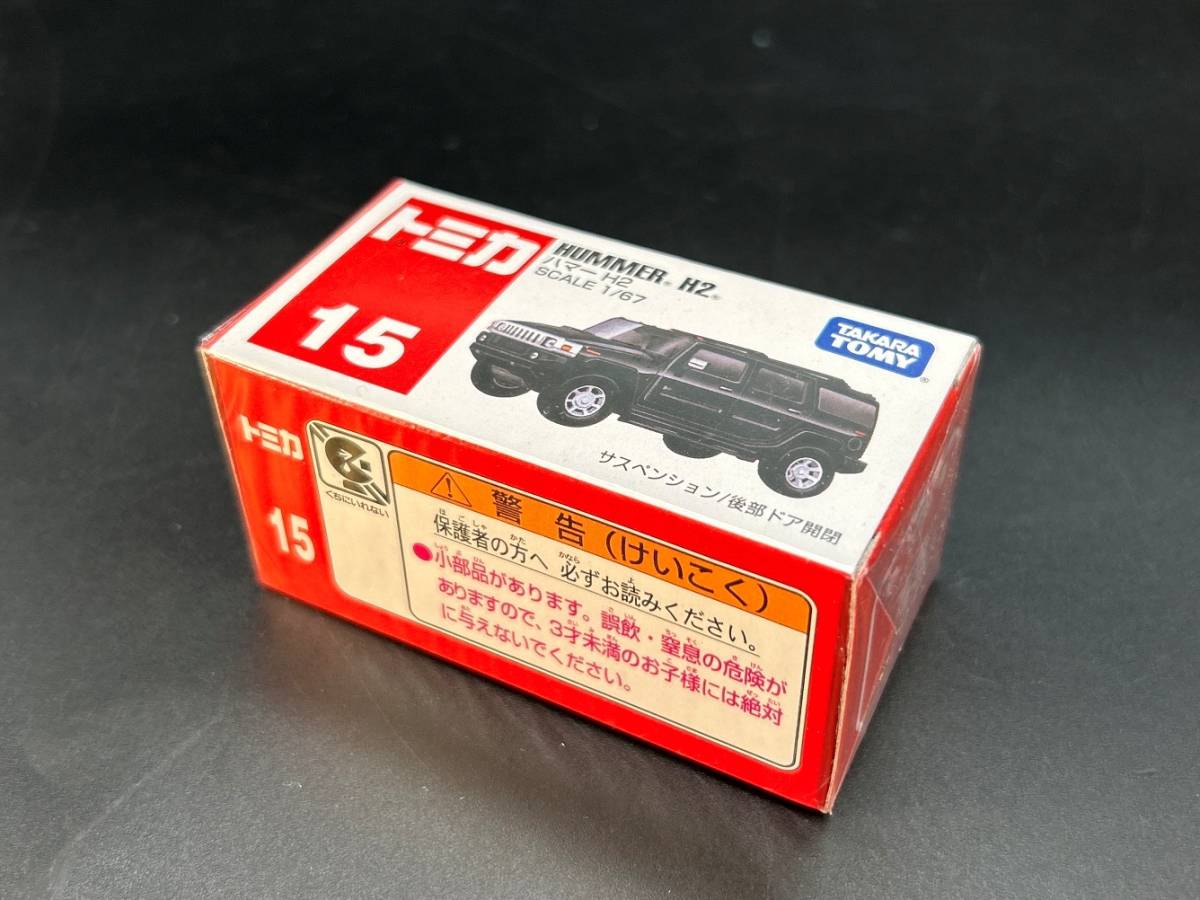 トミカ
15
HUMMER® H2®
ハマー H2
SCALE 1/67
TAKARA
TOMY®
サスペンション/後部ドア開閉
トミカ
15
くちにいれない
警告(けいこく)
保護者の方へ 必ずお読みください。
●小部品があります。誤飲・窒息の危険が
ありますので、3才未満のお子様には絶対
に与えないでください。